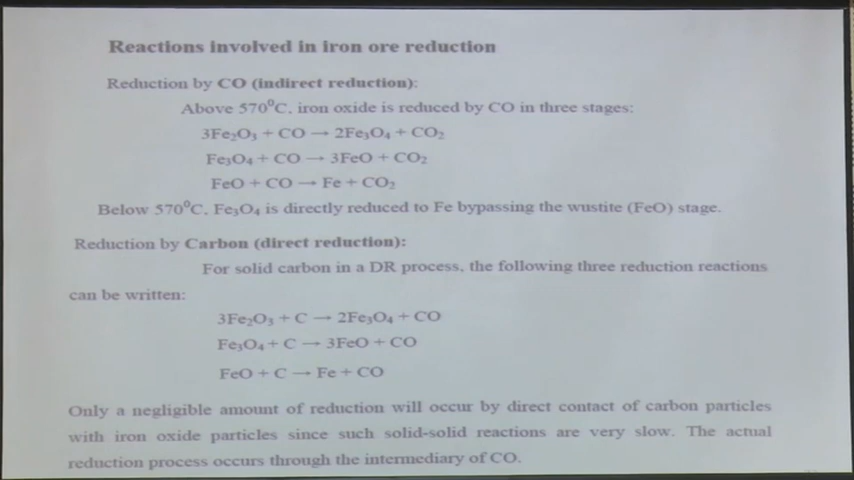 Reactions involved in iron ore reduction
Reduction by CO (indirect reduction):
Above 570⁰C, iron oxide is reduced by CO in three stages:
3Fe₂O₃ + CO → 2Fe₃O₄ + CO₂
Fe₃O₄ + CO → 3FeO + CO₂
FeO + CO → Fe + CO₂
Below 570⁰C, Fe₃O₄ is directly reduced to Fe bypassing the wustite (FeO) stage.
Reduction by Carbon (direct reduction):
For solid carbon in a DR process, the following three reduction reactions
can be written:
3Fe₂O₃ + C → 2Fe₃O₄ + CO
Fe₃O₄ + C → 3FeO + CO
FeO + C → Fe + CO
Only a negligible amount of reduction will occur by direct contact of carbon particles
with iron oxide particles since such solid-solid reactions are very slow. The actual
reduction process occurs through the intermediary of CO.